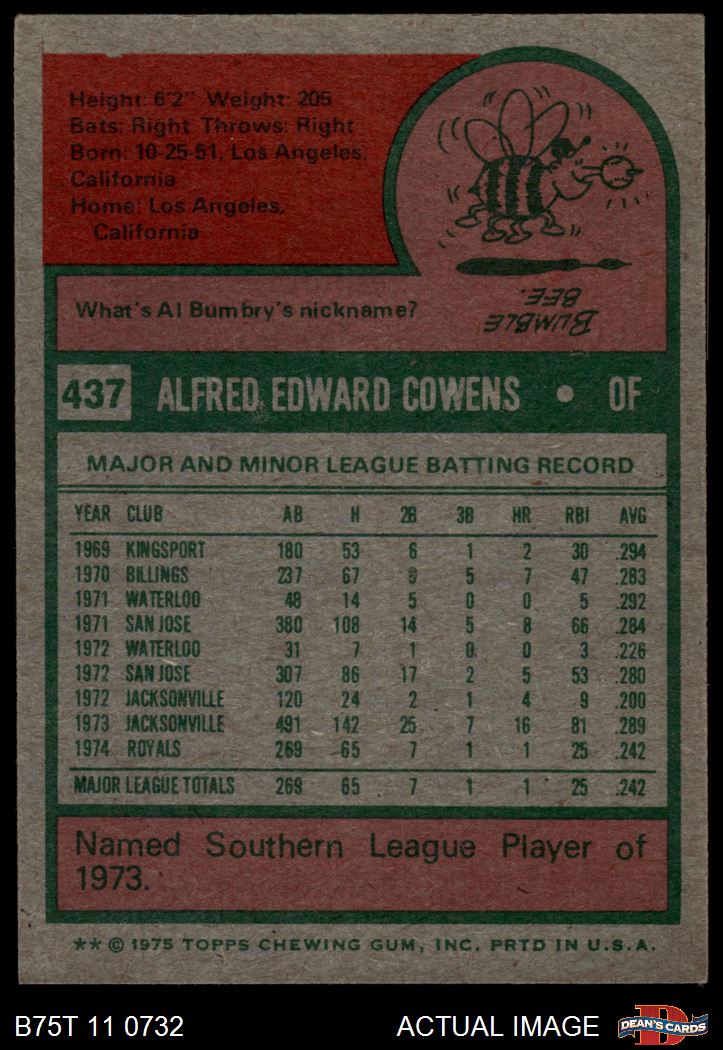 Height: 6'2" Weight: 205
Bats: Right Throws: Right
Born: 10-25-51, Los Angeles,
California
Home: Los Angeles,
California
What's Al Bumbry's nickname?
BUMBLE
BEE.
437 ALFRED EDWARD COWENS • OF
MAJOR AND MINOR LEAGUE BATTING RECORD
YEAR CLUB AB H 2B 3B HR RBI AVG
1969 KINGSPORT 180 53 6 1 2 30 .294
1970 BILLINGS 237 67 9 5 7 47 .283
1971 WATERLOO 48 14 5 0 0 5 .292
1971 SAN JOSE 380 108 14 5 8 66 .284
1972 WATERLOO 31 7 1 0 0 3 .226
1972 SAN JOSE 307 86 17 2 5 53 .280
1972 JACKSONVILLE 120 24 2 1 4 9 .200
1973 JACKSONVILLE 491 142 25 7 16 81 .289
1974 ROYALS 269 65 7 1 1 25 .242
MAJOR LEAGUE TOTALS 269 65 7 1 1 25 .242
Named Southern League Player of
1973.
** © 1975 TOPPS CHEWING GUM, INC. PRTD IN U.S.A.
B75T 11 0732 ACTUAL IMAGE D DEAN'S CARDS